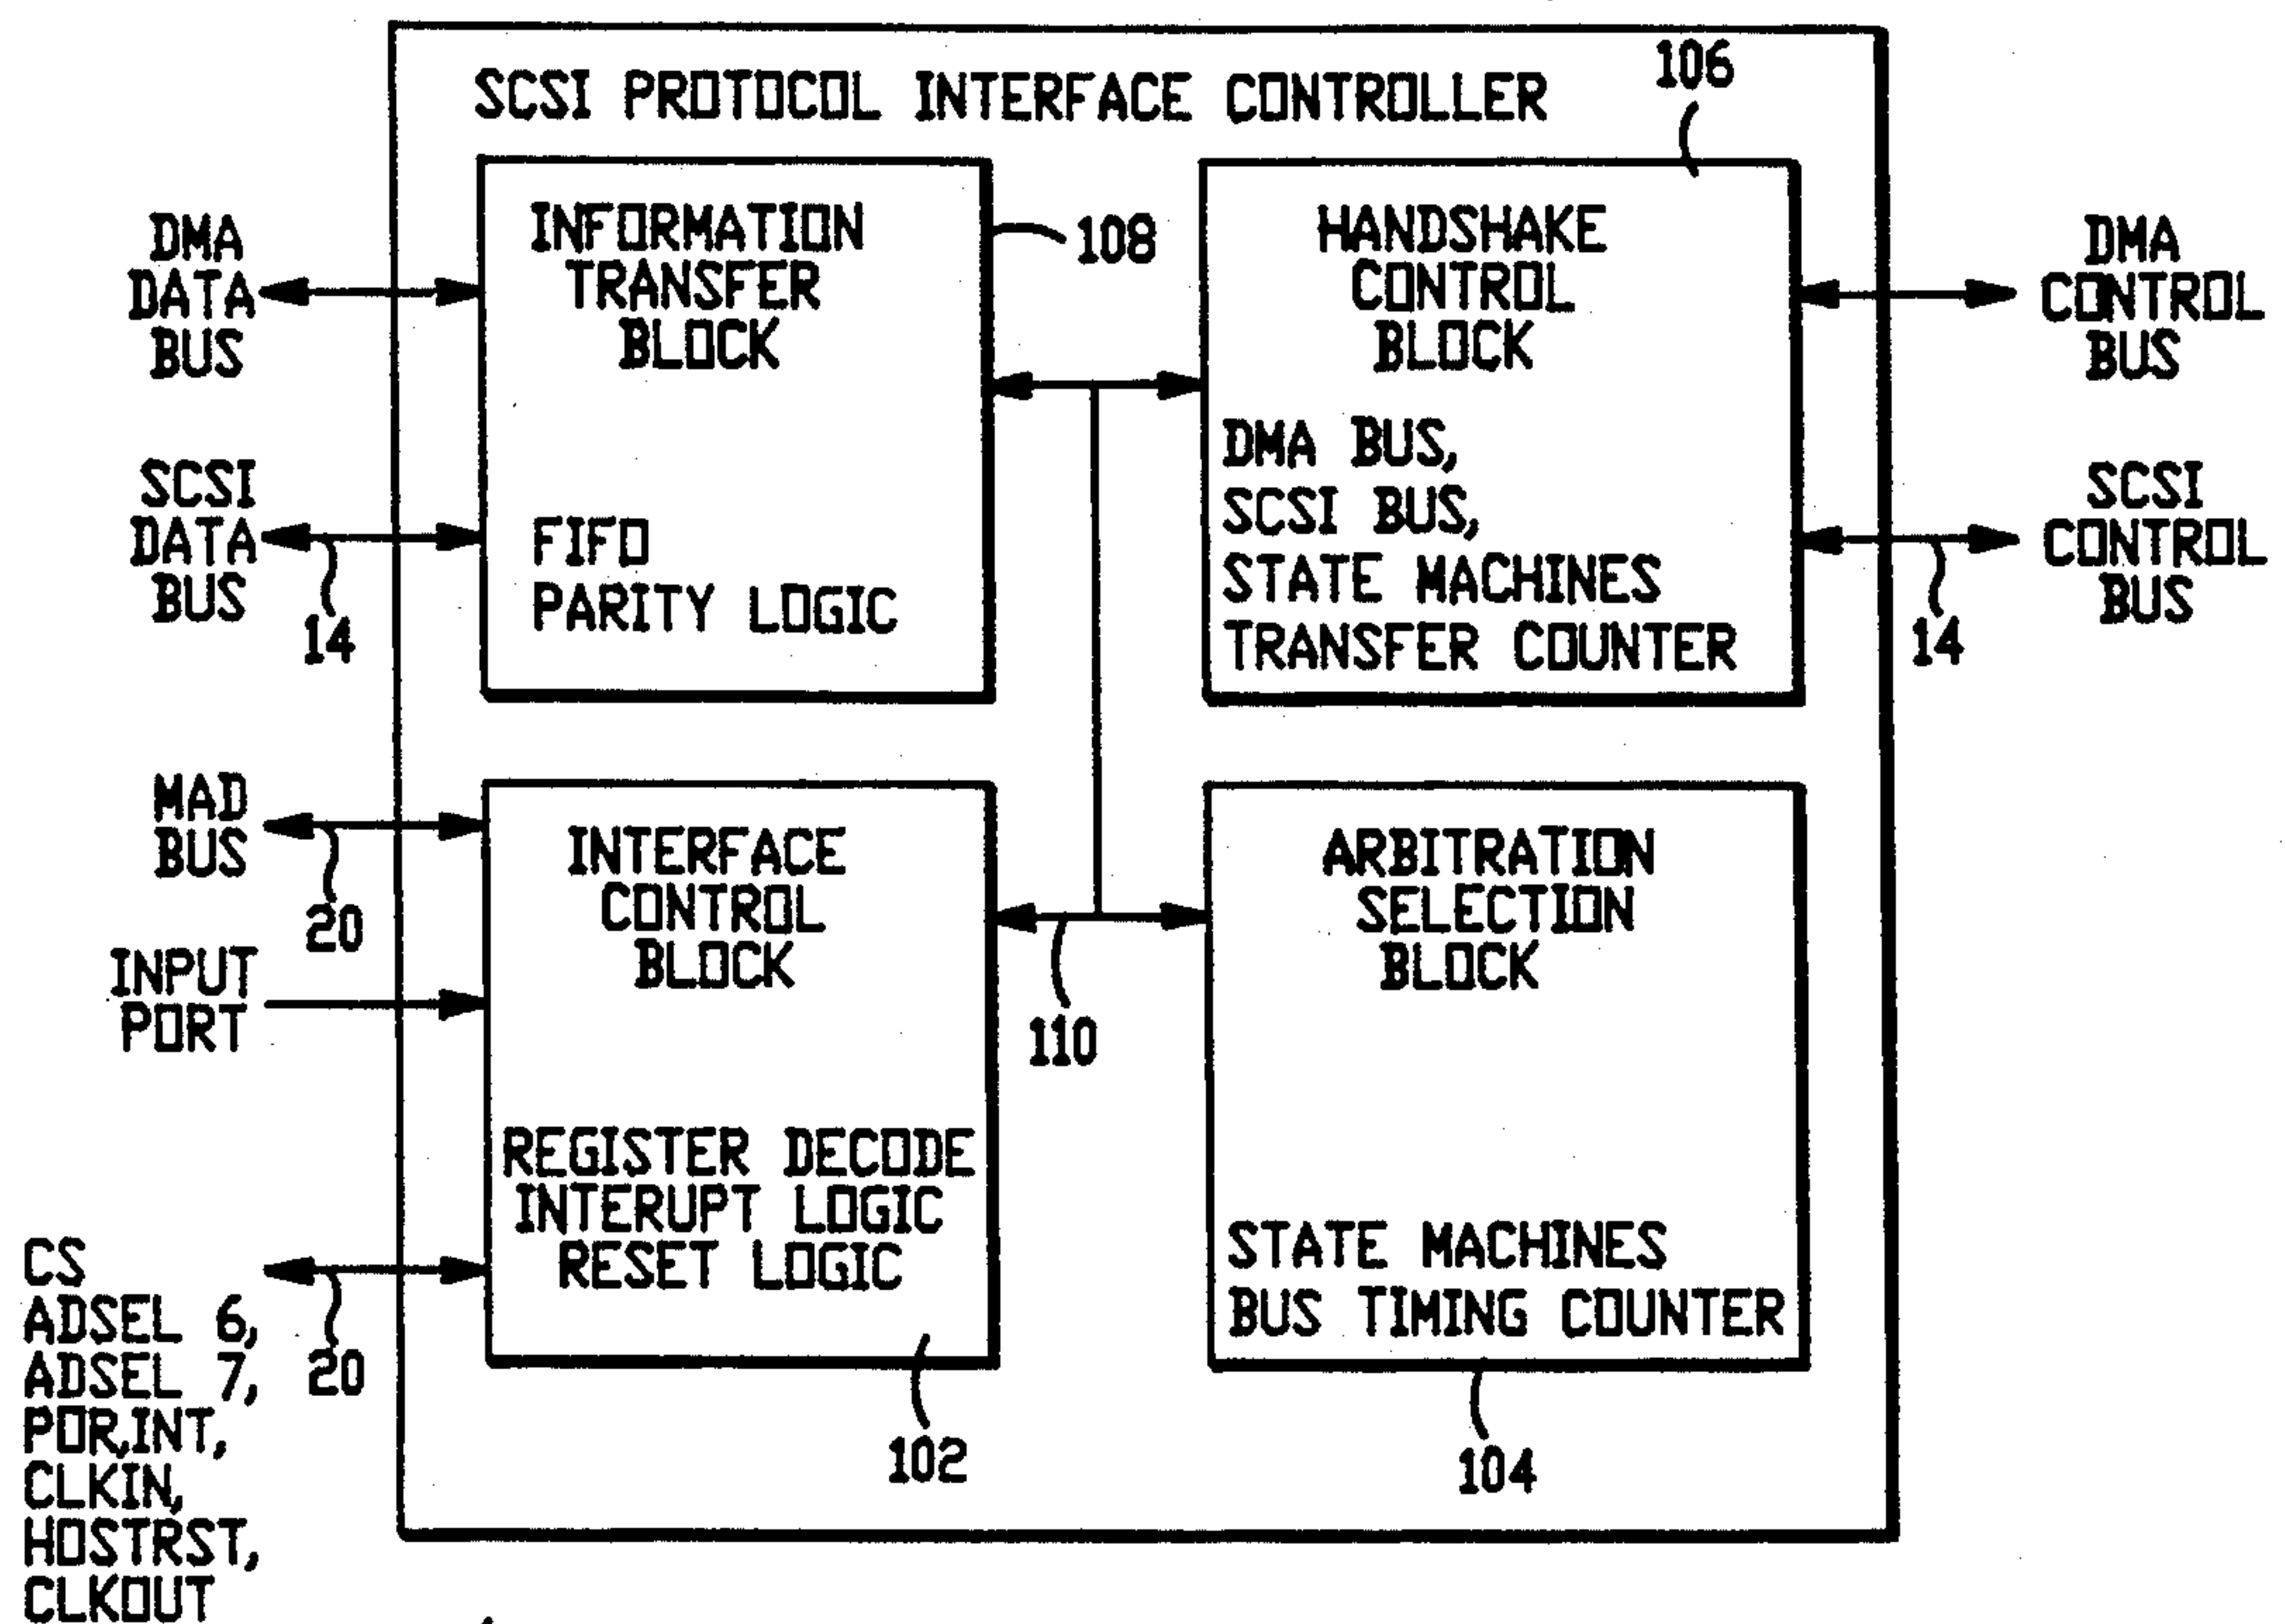 SCSI PROTOCOL INTERFACE CONTROLLER
106
INFORMATION
TRANSFER
BLOCK
108
FIFO
PARITY LOGIC
HANDSHAKE
CONTROL
BLOCK
DMA BUS,
SCSI BUS,
STATE MACHINES
TRANSFER COUNTER
DMA
DATA
BUS
SCSI
DATA
BUS
14
DMA
CONTROL
BUS
SCSI
CONTROL
BUS
14
MAD
BUS
20
INPUT
PORT
INTERFACE
CONTROL
BLOCK
110
REGISTER DECODE
INTERUPT LOGIC
RESET LOGIC
102
ARBITRATION
SELECTION
BLOCK
STATE MACHINES
BUS TIMING COUNTER
104
CS
ADSEL 6,
ADSEL 7,
POR,INT,
CLKIN,
HOSTRST,
CLKOUT
20